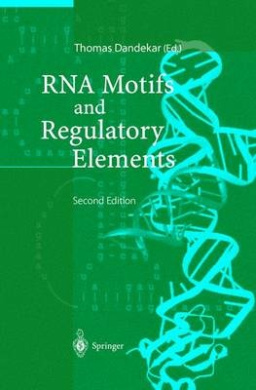 Thomas Dandekar (Ed.)
RNA Motifs
and
Regulatory
Elements
Second Edition
Springer